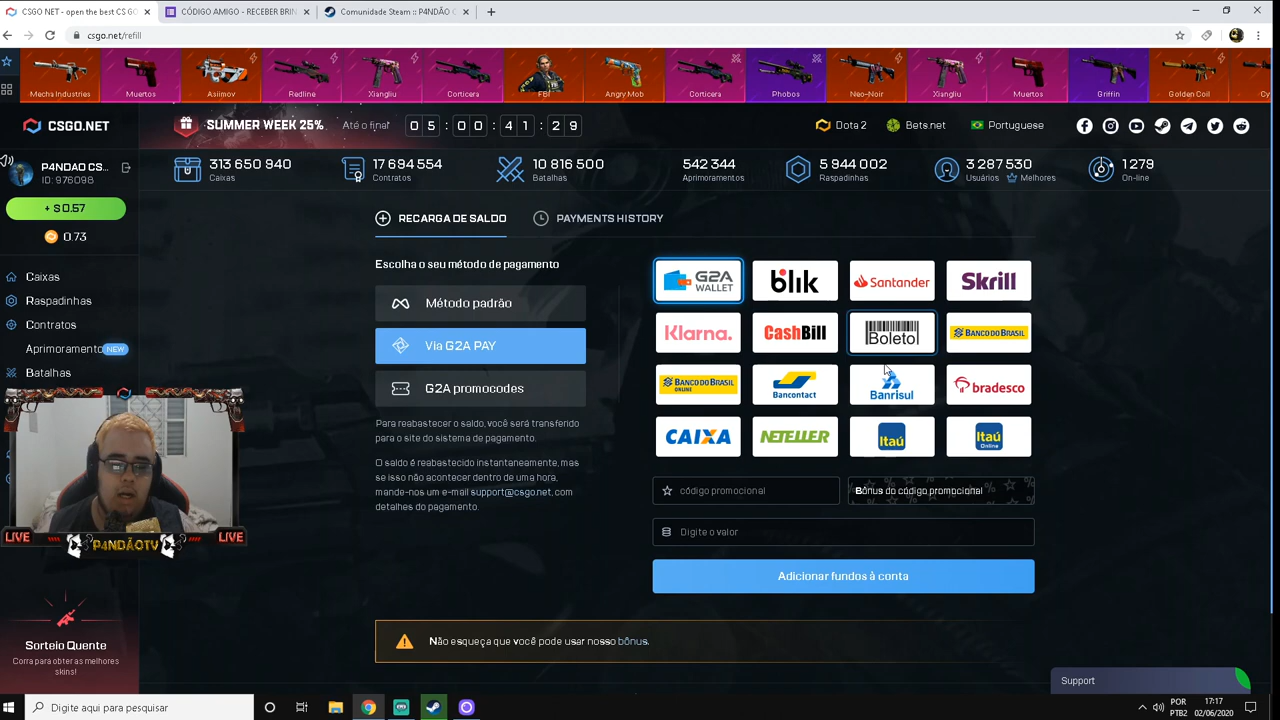 CSGO.NET - open the best CS GO
CÓDIGO AMIGO - RECEBER BRIN
Comunidade Steam :: P4NDÃO C
csgo.net/refill
Mecha Industries
Muertos
Asiimov
Redline
Xiangliu
Corticera
FBI
Angry Mob
Corticera
Phobos
Neo-Noir
Xiangliu
Muertos
Griffin
Golden Coil
Cy
CSGO.NET
SUMMER WEEK 25%
Até o final
05:00:41:29
Dota 2
Bets.net
Portuguese
P4NDAO CS...
ID: 976098
313 650 940
Caixas
17 694 554
Contratos
10 816 500
Batalhas
542 344
Aprimoramentos
5 944 002
Raspadinhas
3 287 530
Usuários
Melhores
1 279
On-line
+ $ 0.57
0.73
Caixas
Raspadinhas
Contratos
Aprimoramento NEW
Batalhas
RECARGA DE SALDO
PAYMENTS HISTORY
Escolha o seu método de pagamento
Método padrão
Via G2A PAY
G2A promocodes
Para reabastecer o saldo, você será transferido
para o site do sistema de pagamento.
O saldo é reabastecido instantaneamente, mas
se isso não acontecer dentro de uma hora,
mande-nos um e-mail support@csgo.net, com
detalhes do pagamento.
G2A WALLET
blik
Santander
Skrill
Klarna.
CashBill
Boleto
BANCO DO BRASIL
BANCO DO BRASIL ONLINE
Bancontact
Banrisul
bradesco
CAIXA
NETELLER
Itaú
Itaú Online
código promocional
Bônus do código promocional
Digite o valor
Adicionar fundos à conta
Não esqueça que você pode usar nosso bônus.
LIVE
P4NDÃOTV
LIVE
Sorteio Quente
Corra para obter as melhores
skins!
Support
Digite aqui para pesquisar
POR
PTB2
17:17
02/06/2020